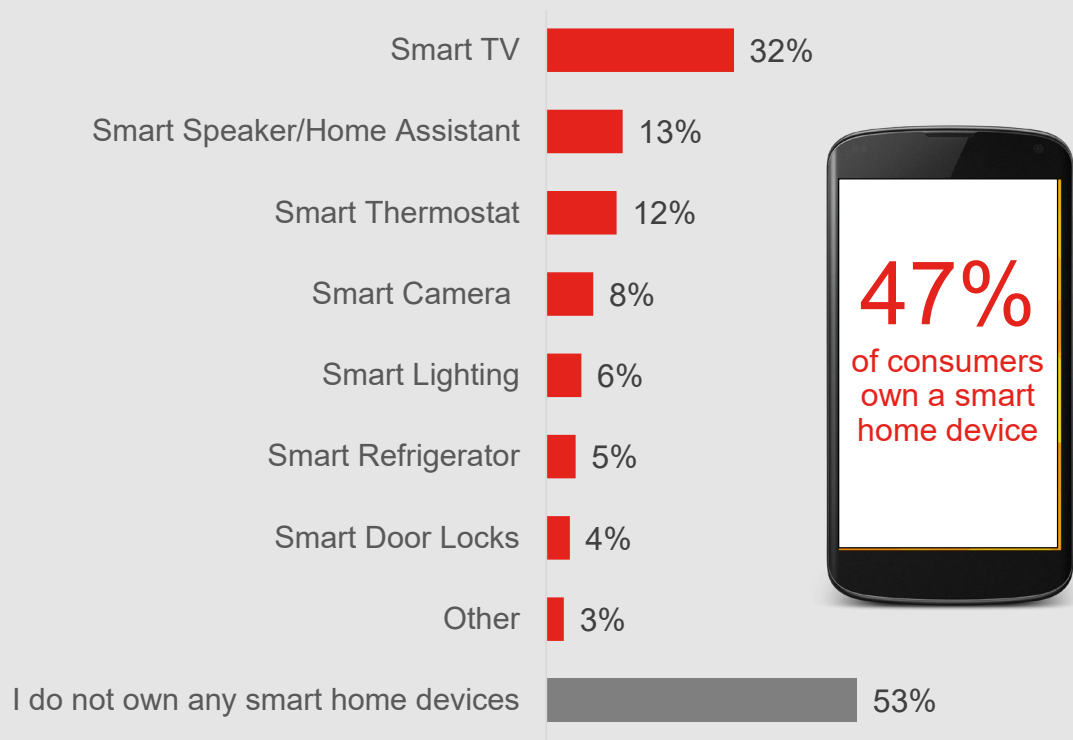 Smart TV 32%
Smart Speaker/Home Assistant 13%
Smart Thermostat 12%
Smart Camera 8%
Smart Lighting 6%
Smart Refrigerator 5%
Smart Door Locks 4%
Other 3%
I do not own any smart home devices 53%
47%
of consumers
own a smart
home device